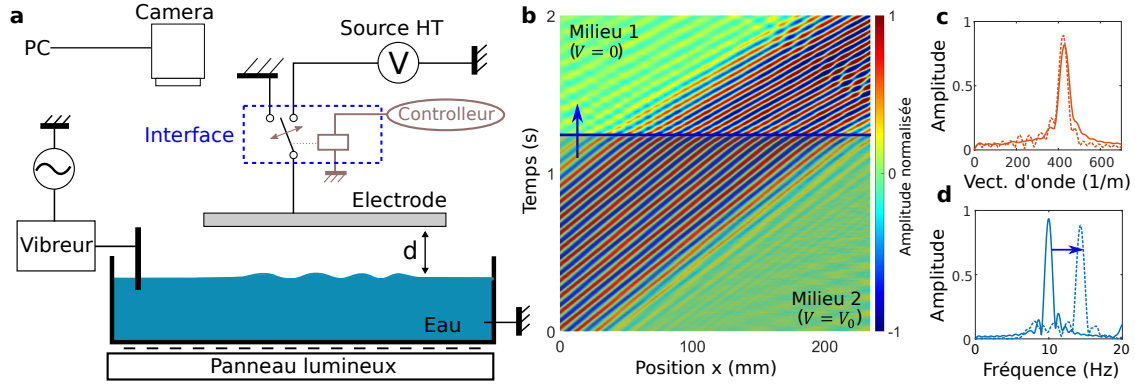 a
Camera
PC
Source HT
V
Interface
Controlleur
Electrode
Vibreur
d
Eau
Panneau lumineux
b
Milieu 1
(V = 0)
Milieu 2
(V = V₀)
Temps (s)
2
1
0
0
100
200
Position x (mm)
1
0
-1
Amplitude normalisée
c
Amplitude
1
0.5
0
0
200
400
600
Vect. d'onde (1/m)
d
Amplitude
1
0.5
0
0
10
20
Fréquence (Hz)